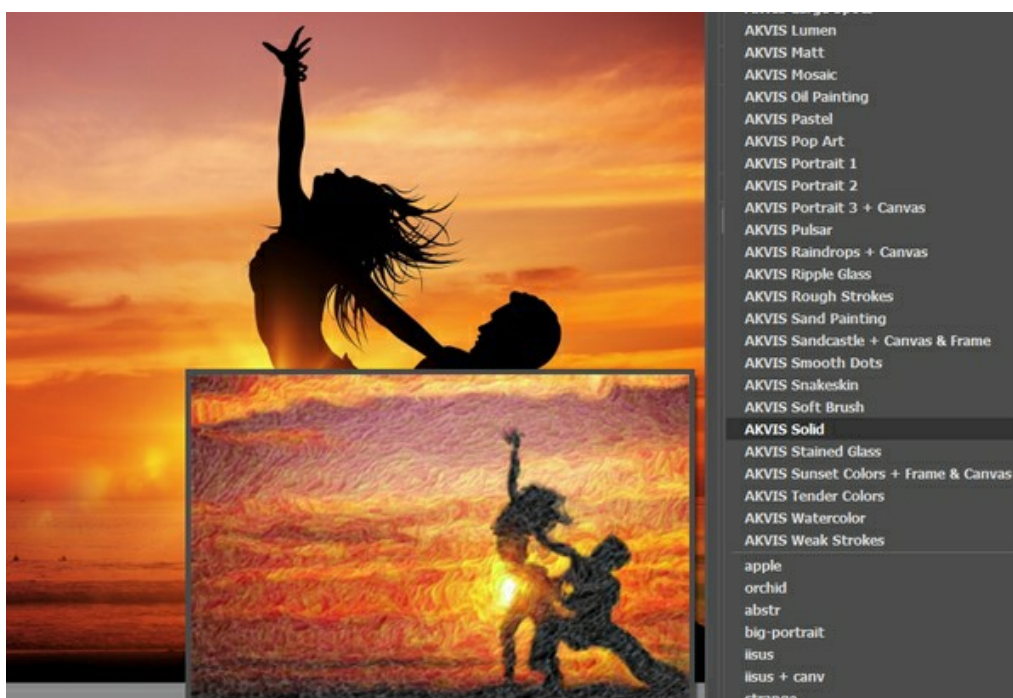 AKVIS Lumen
AKVIS Matt
AKVIS Mosaic
AKVIS Oil Painting
AKVIS Pastel
AKVIS Pop Art
AKVIS Portrait 1
AKVIS Portrait 2
AKVIS Portrait 3 + Canvas
AKVIS Pulsar
AKVIS Raindrops + Canvas
AKVIS Ripple Glass
AKVIS Rough Strokes
AKVIS Sand Painting
AKVIS Sandcastle + Canvas & Frame
AKVIS Smooth Dots
AKVIS Snakeskin
AKVIS Soft Brush
AKVIS Solid
AKVIS Stained Glass
AKVIS Sunset Colors + Frame & Canvas
AKVIS Tender Colors
AKVIS Watercolor
AKVIS Weak Strokes
apple
orchid
abstr
big-portrait
iisus
iisus + canv